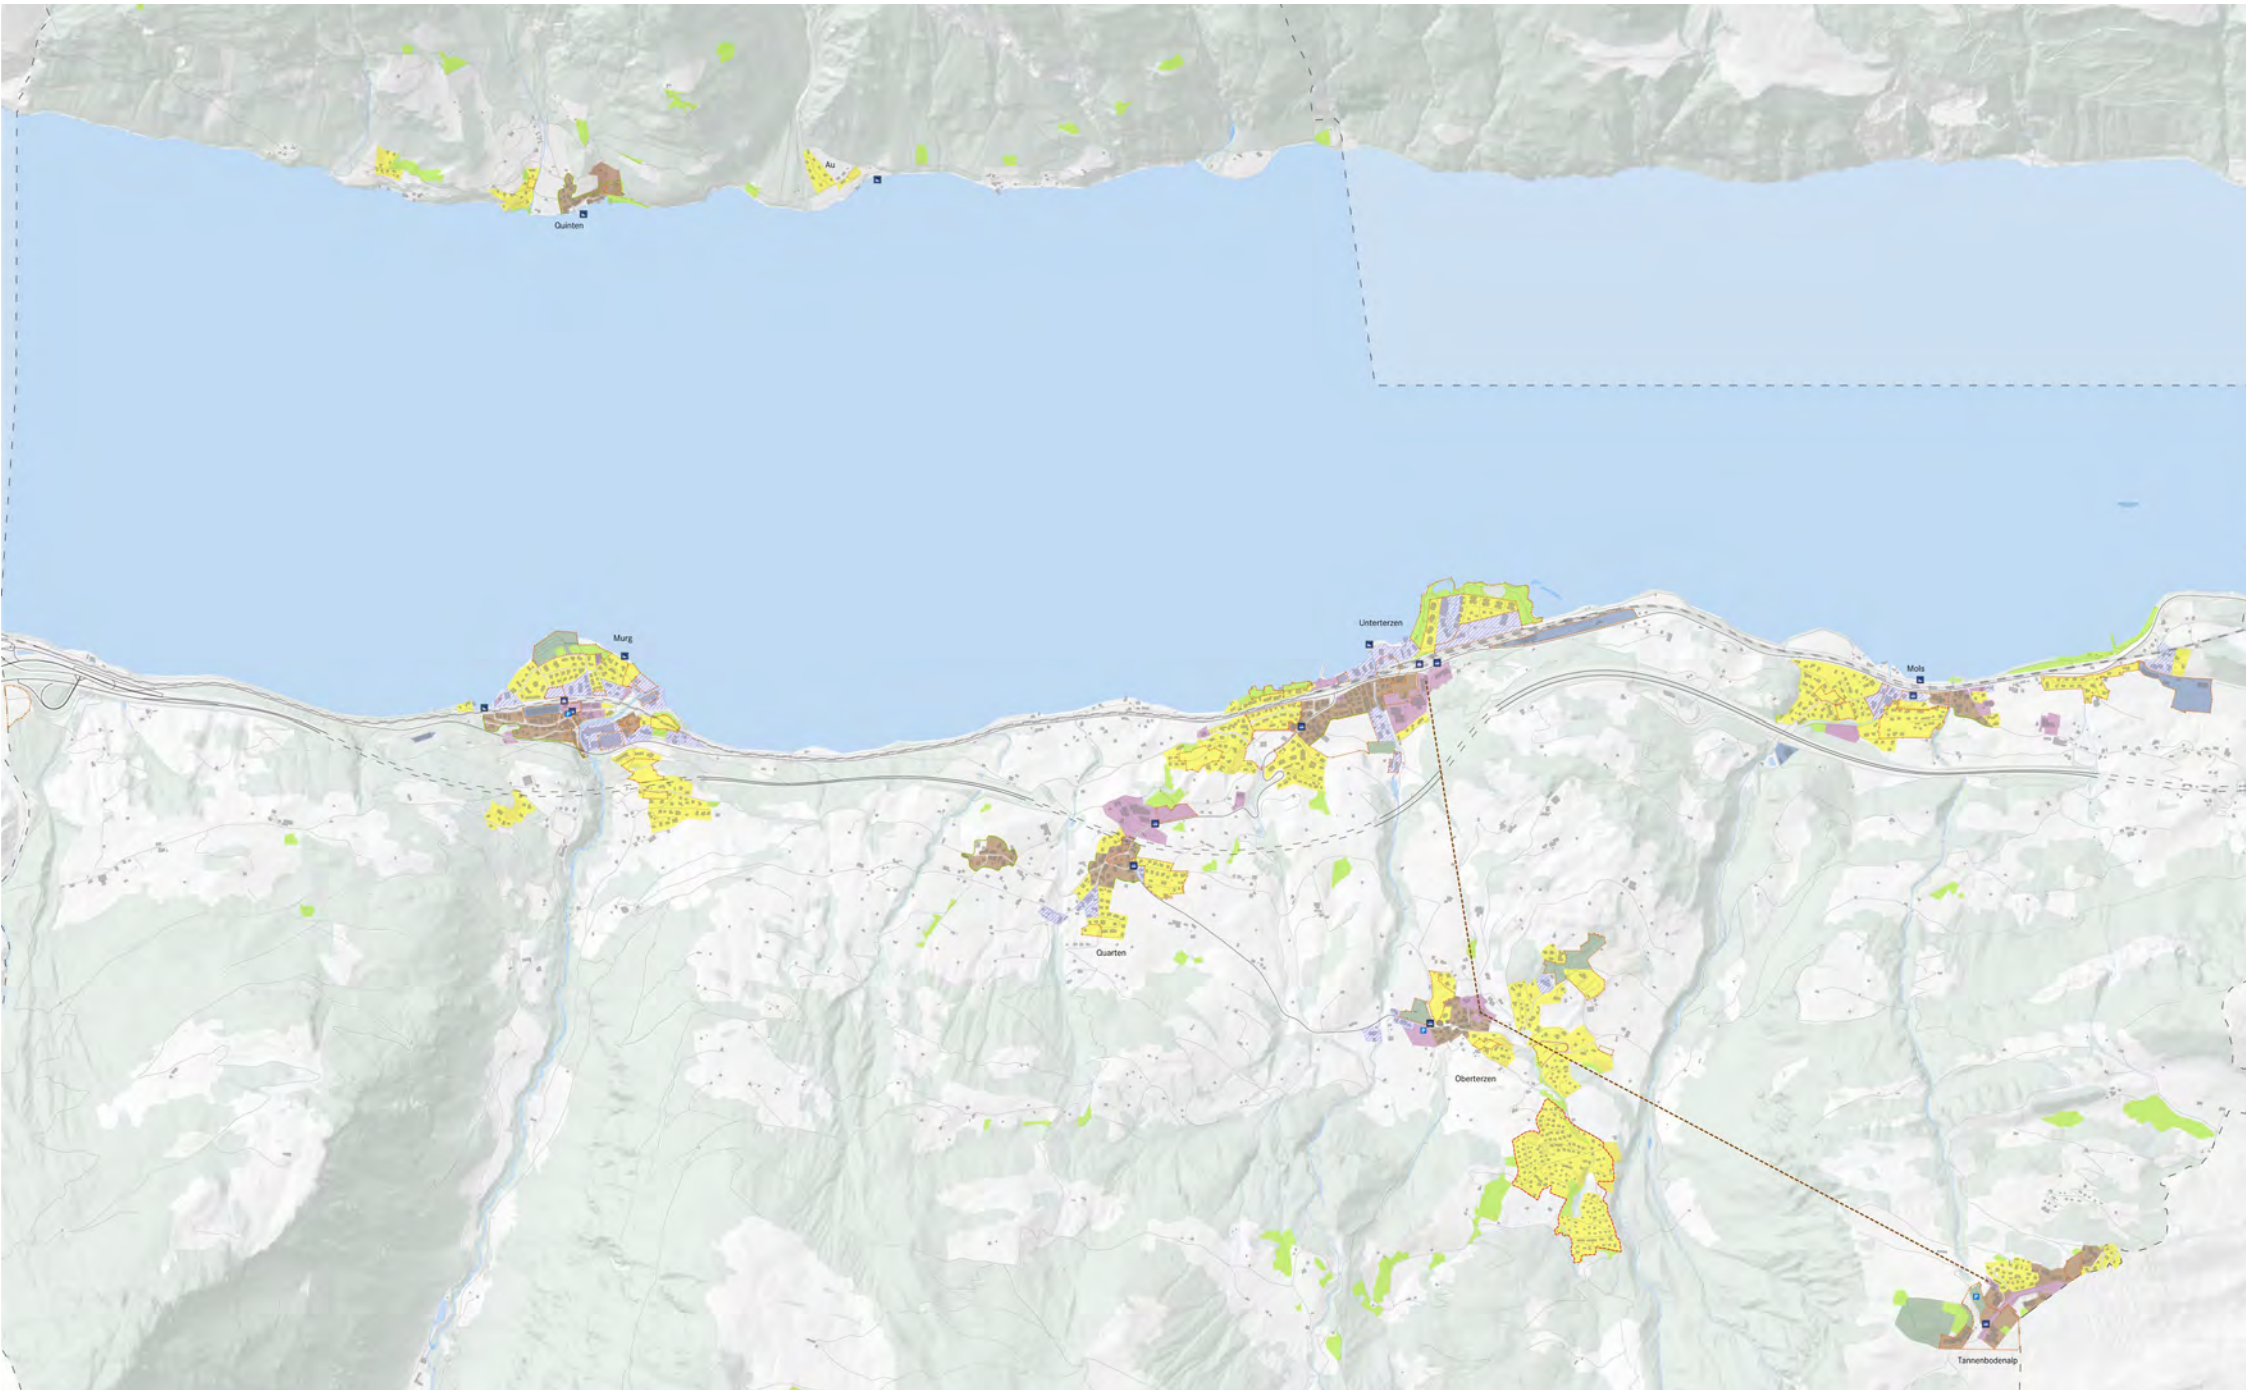 Au
Quinten
Unterterzen
Murg
Mols
Quarten
Oberterzen
Tannenbodenalp